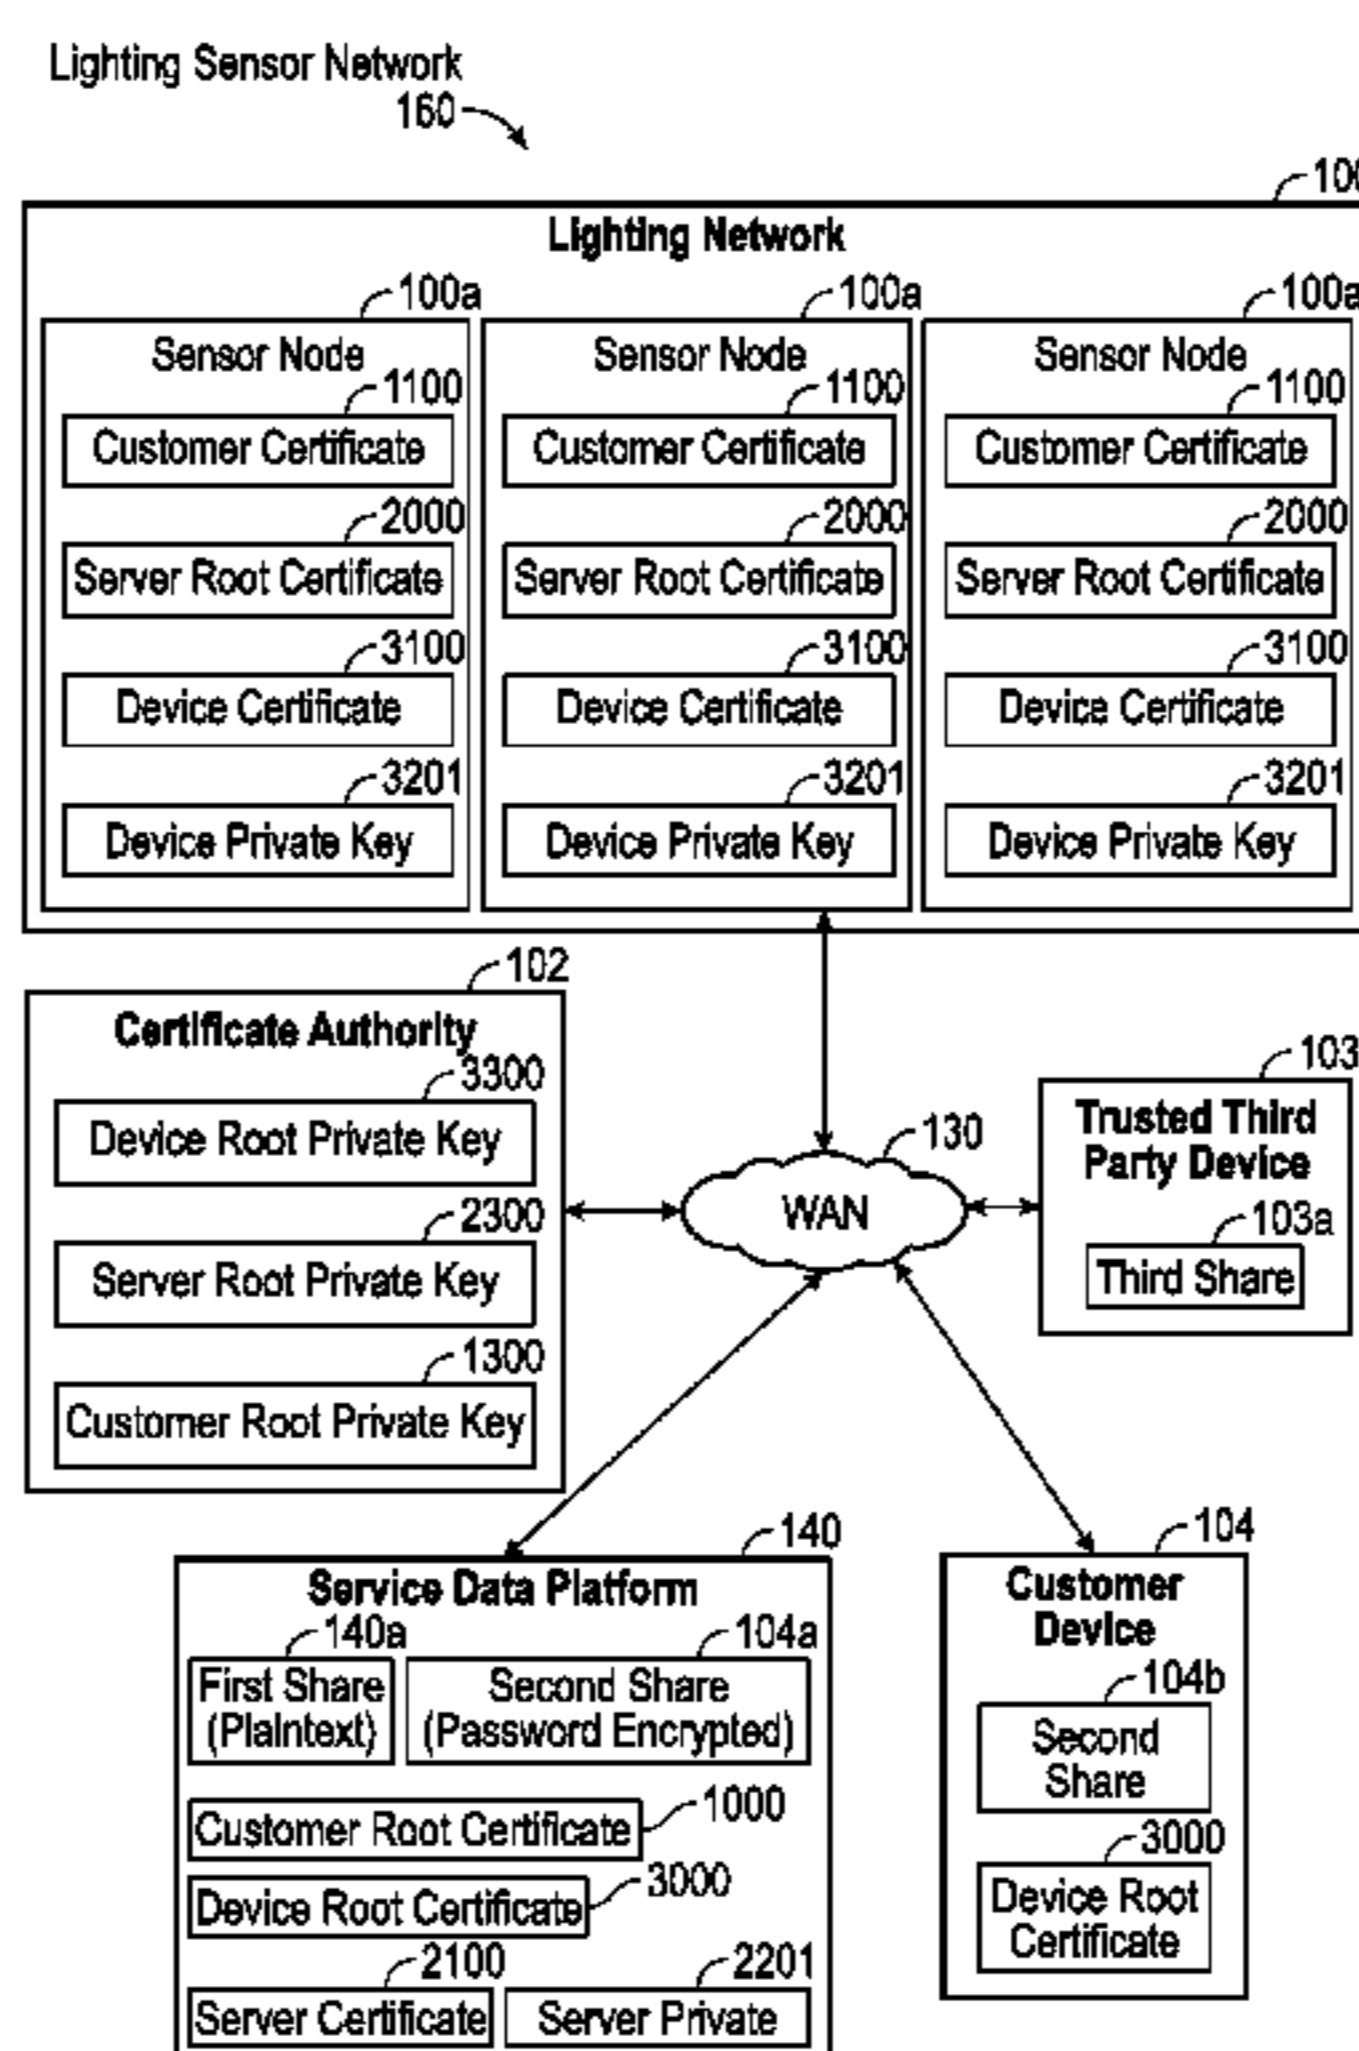 Lighting Sensor Network
160
100
Lighting Network
100a
100a
100a
Sensor Node
Sensor Node
Sensor Node
1100
1100
1100
Customer Certificate
Customer Certificate
Customer Certificate
2000
2000
2000
Server Root Certificate
Server Root Certificate
Server Root Certificate
3100
3100
3100
Device Certificate
Device Certificate
Device Certificate
3201
3201
3201
Device Private Key
Device Private Key
Device Private Key
102
Certificate Authority
3300
Device Root Private Key
2300
Server Root Private Key
1300
Customer Root Private Key
130
WAN
103
Trusted Third
Party Device
103a
Third Share
140
Service Data Platform
140a
First Share
(Plaintext)
104a
Second Share
(Password Encrypted)
1000
Customer Root Certificate
3000
Device Root Certificate
2100
Server Certificate
2201
Server Private
104
Customer
Device
104b
Second
Share
3000
Device Root
Certificate